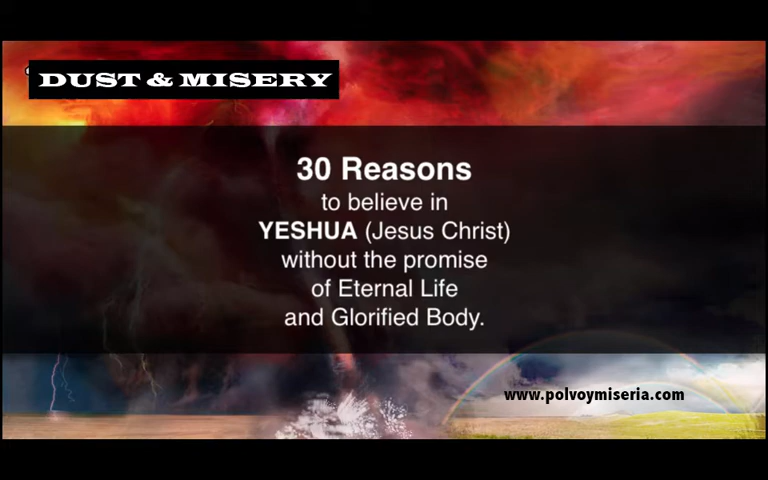 DUST & MISERY
30 Reasons
to believe in
YESHUA (Jesus Christ)
without the promise
of Eternal Life
and Glorified Body.
www.polvoymiseria.com